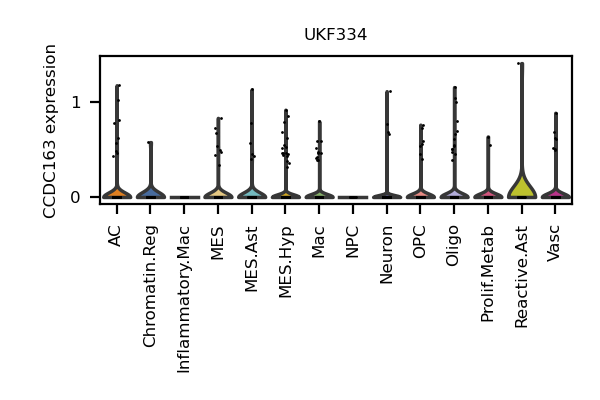 UKF334
CCDC163 expression
1
0
AC
Chromatin.Reg
Inflammatory.Mac
MES
MES.Ast
MES.Hyp
Mac
NPC
Neuron
OPC
Oligo
Prolif.Metab
Reactive.Ast
Vasc